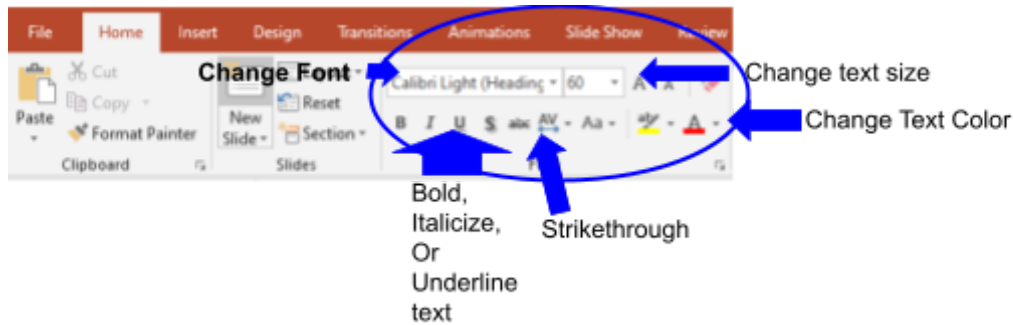 File Home Insert Design Transitions Animations Slide Show Review
Cut
Change Font
Calibri Light (Heading 60 A A
Change text size
Copy
Reset
Paste
New
Format Painter
Slide
Section
B I U S abc AV Aa A
Change Text Color
Clipboard
Slides
Bold,
Italicize,
Or
Underline
text
Strikethrough